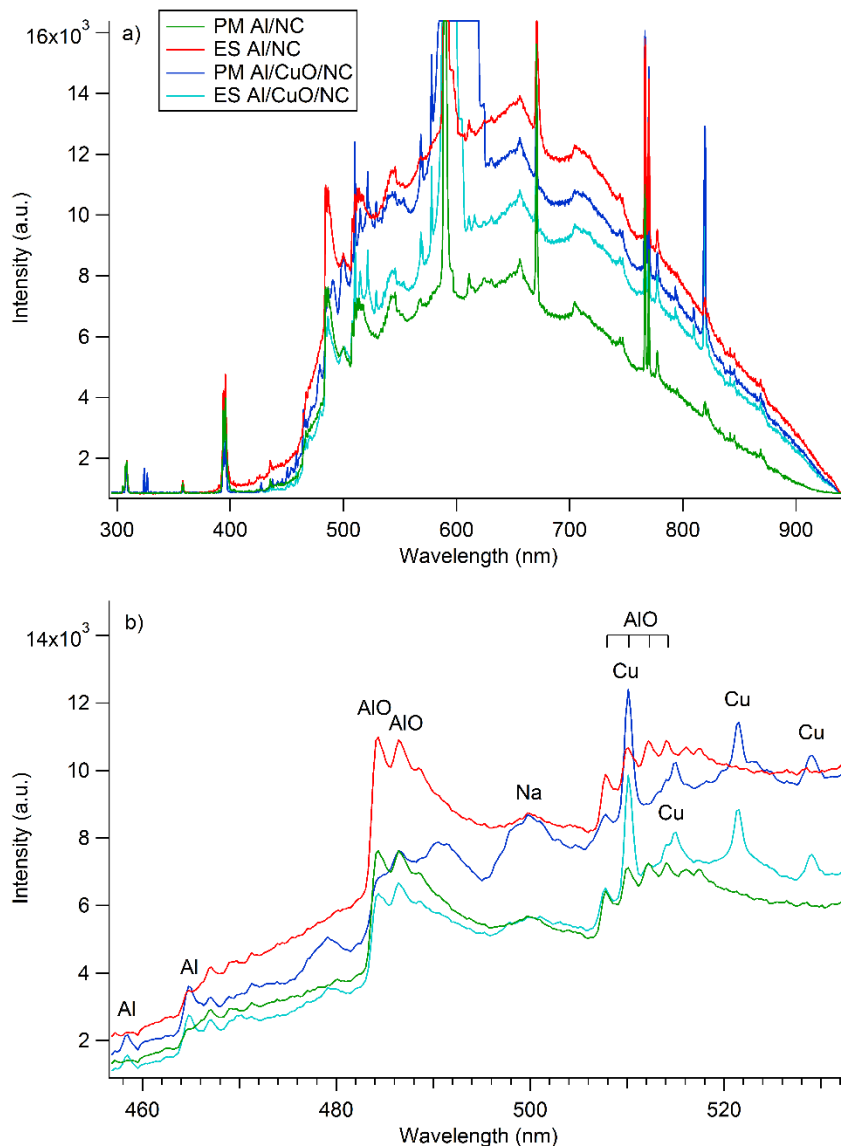 16x10³
a)
PM Al/NC
ES Al/NC
PM Al/CuO/NC
ES Al/CuO/NC
14
12
10
8
6
4
2
Intensity (a.u.)
300 400 500 600 700 800 900
Wavelength (nm)
14x10³
b)
AlO
Cu
12
AlO
AlO
Cu
Cu
10
Na
Cu
8
6
4
Al
Al
2
Intensity (a.u.)
460 480 500 520
Wavelength (nm)